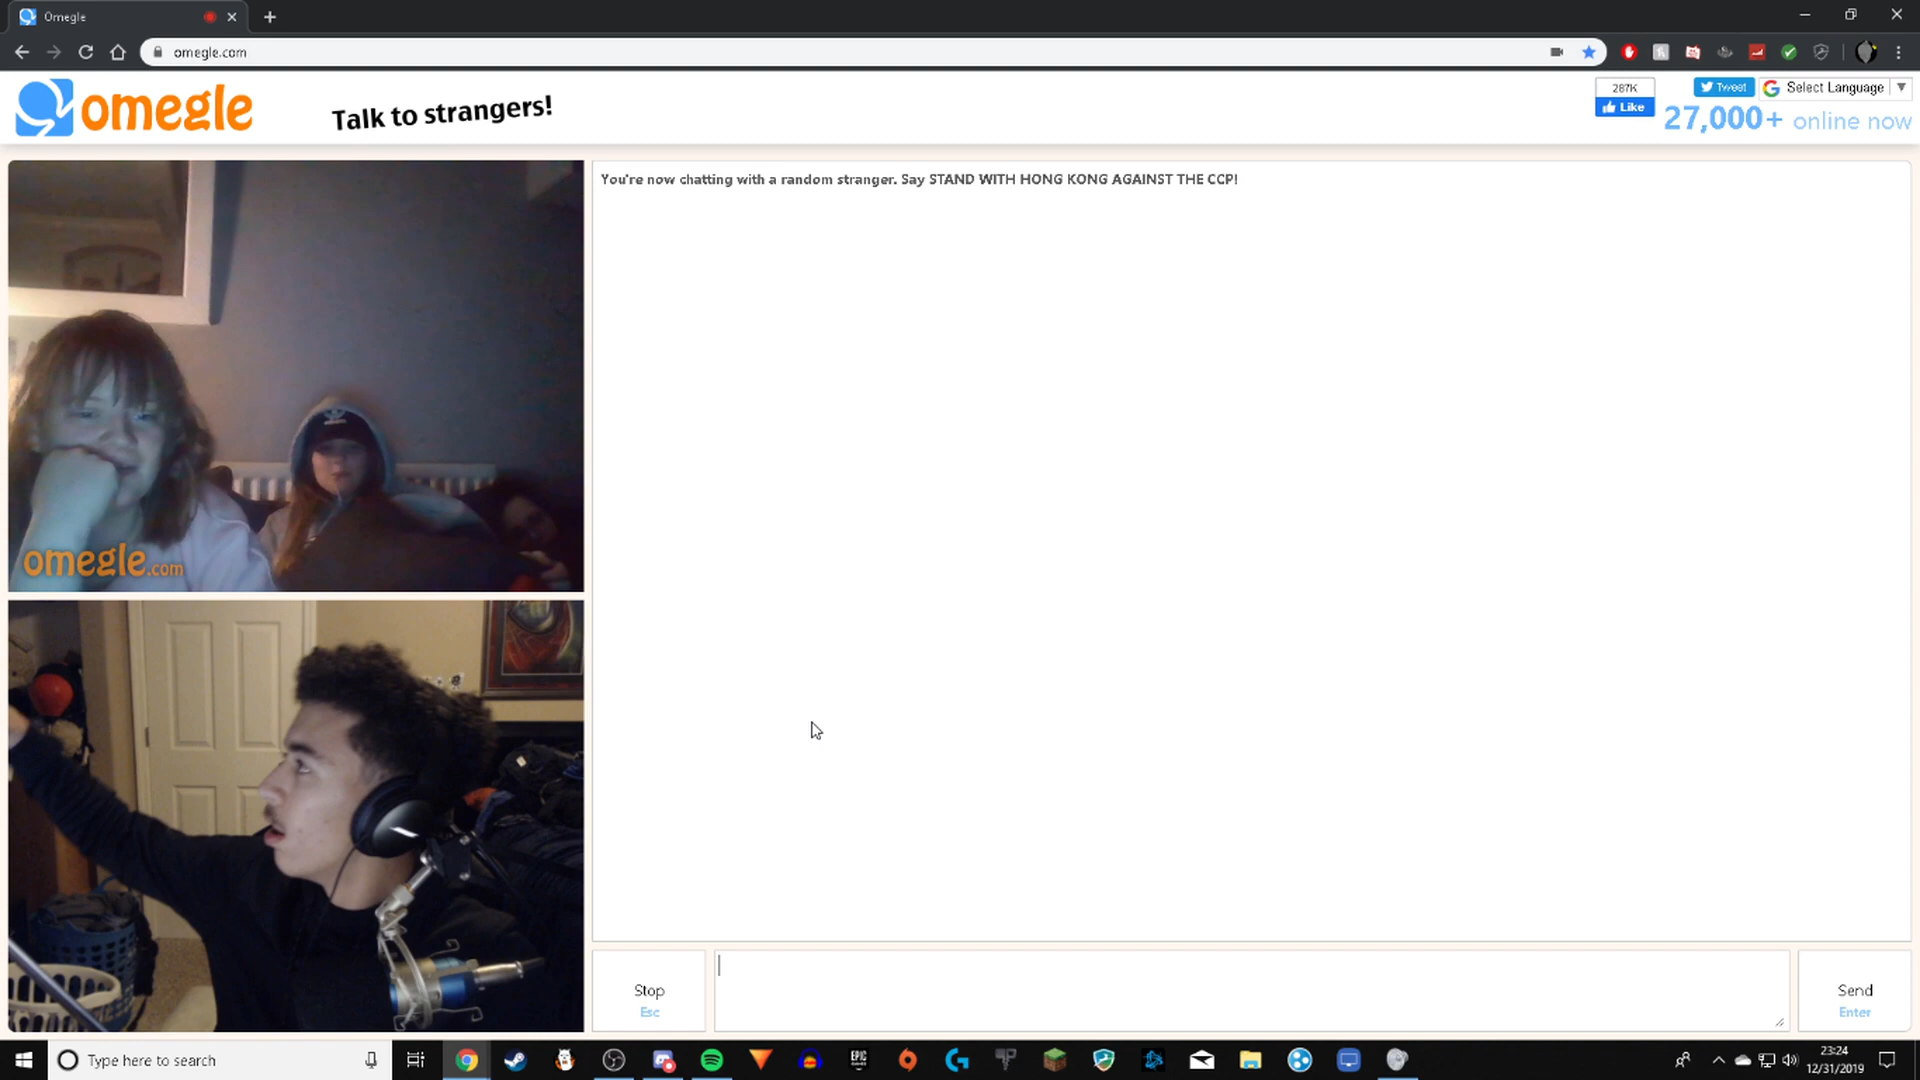 Omegle
omegle.com
omegle
Talk to strangers!
287K
Like
Tweet
Select Language
27,000+ online now
You're now chatting with a random stranger. Say STAND WITH HONG KONG AGAINST THE CCP!
omegle.com
Stop
Esc
Send
Enter
Type here to search
EPIC
GAMES
23:24
12/31/2019